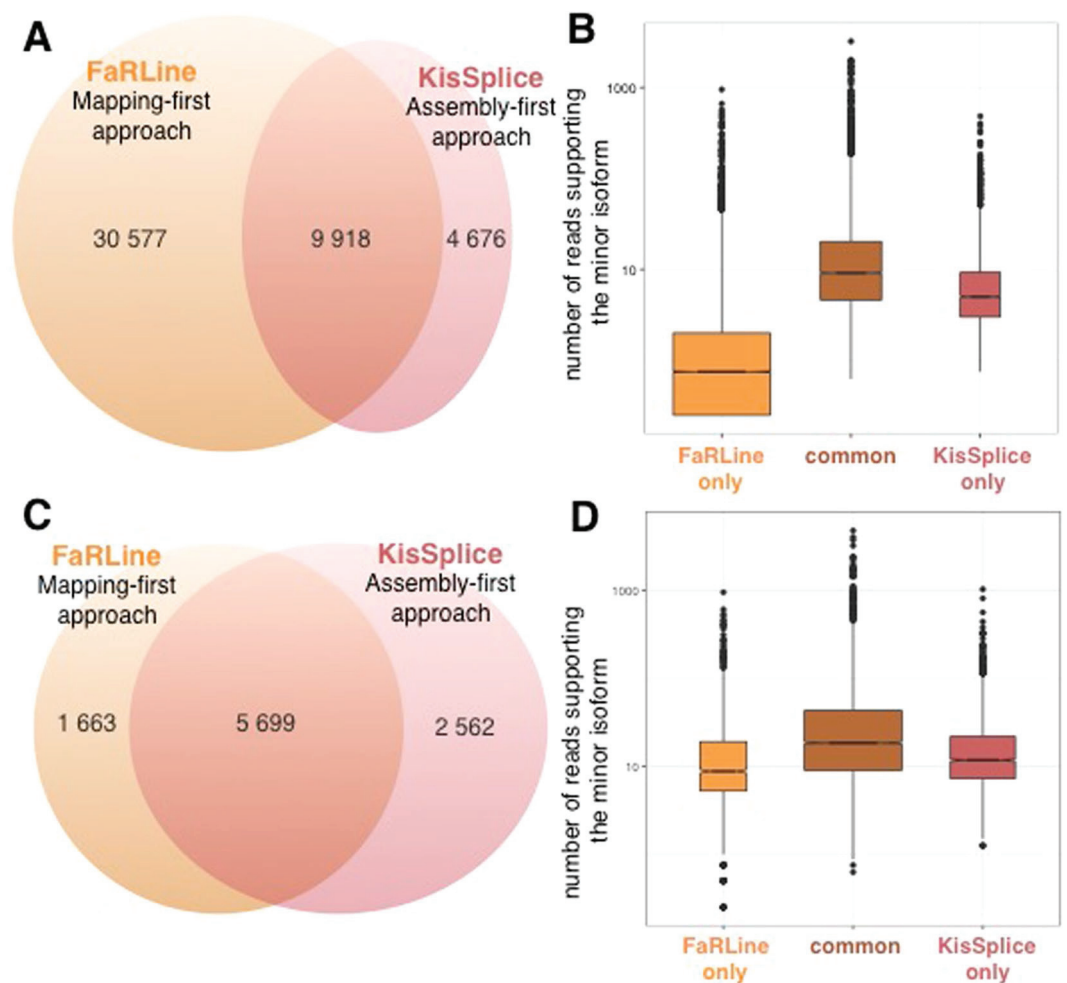 A
FaRLine
Mapping-first
approach
KisSplice
Assembly-first
approach
30 577
9 918
4 676
B
number of reads supporting
the minor isoform
1000
10
FaRLine
only
common
KisSplice
only
C
FaRLine
Mapping-first
approach
KisSplice
Assembly-first
approach
1 663
5 699
2 562
D
number of reads supporting
the minor isoform
1000
10
FaRLine
only
common
KisSplice
only